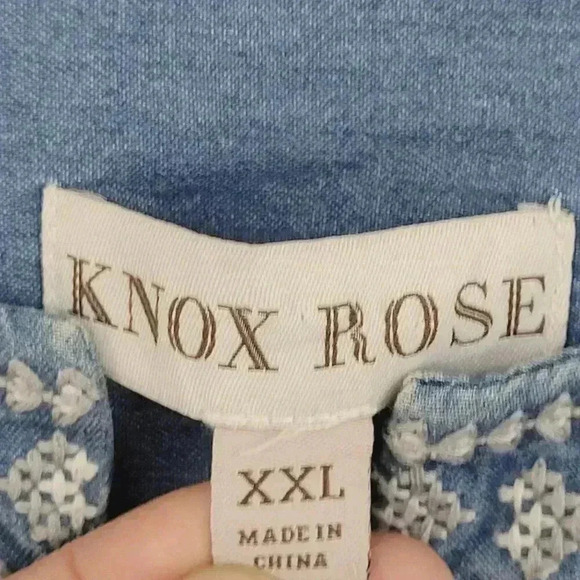 KNOX ROSE
XXL
MADE IN
CHINA